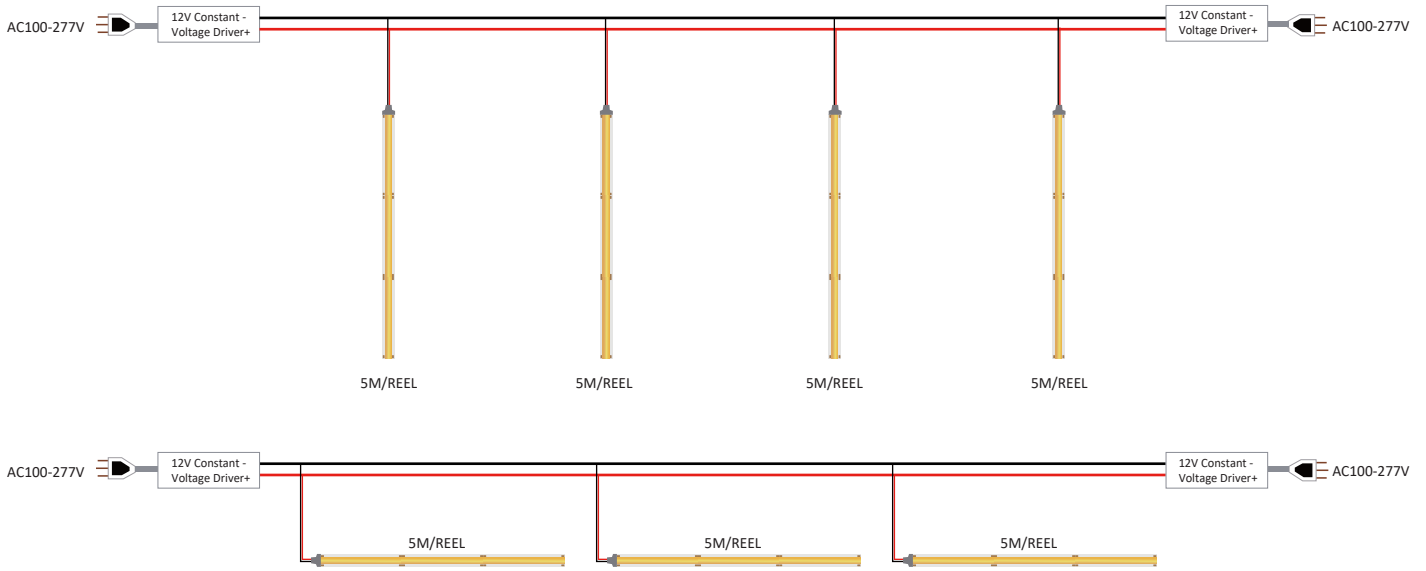 AC100-277V
12V Constant -
Voltage Driver+
12V Constant -
Voltage Driver+
AC100-277V
5M/REEL
5M/REEL
5M/REEL
5M/REEL
AC100-277V
12V Constant -
Voltage Driver+
12V Constant -
Voltage Driver+
AC100-277V
5M/REEL
5M/REEL
5M/REEL